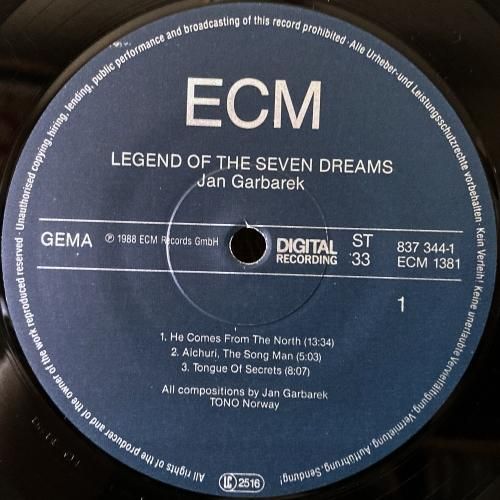 ECM
LEGEND OF THE SEVEN DREAMS
Jan Garbarek
GEMA
℗ 1988 ECM Records GmbH
DIGITAL
RECORDING
ST
33
837 344-1
ECM 1381
1
1. He Comes From The North (13:34)
2. Aichuri, The Song Man (5:03)
3. Tongue Of Secrets (8:07)
All compositions by Jan Garbarek
TONO Norway
All rights of the producer and of the owner of the work reproduced reserved · Unauthorised copying, hiring, lending, public performance and broadcasting of this record prohibited · Alle Urheber- und Leistungsschutzrechte vorbehalten · Kein Verleih! Keine unerlaubte Vervielfältigung, Vermietung, Aufführung, Sendung!
LC 2516